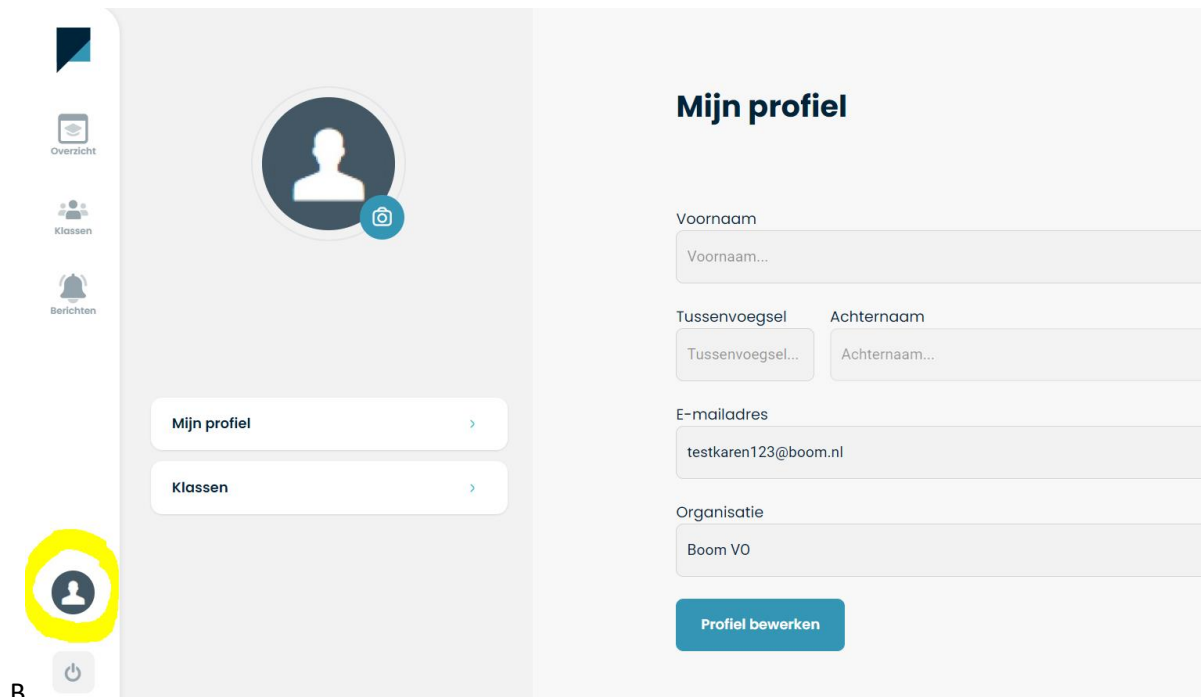 Overzicht
Klassen
Berichten
B
Mijn profiel
Klassen
Mijn profiel
Voornaam
Voornaam...
Tussenvoegsel Achternaam
Tussenvoegsel... Achternaam...
E-mailadres
testkaren123@boom.nl
Organisatie
Boom VO
Profiel bewerken